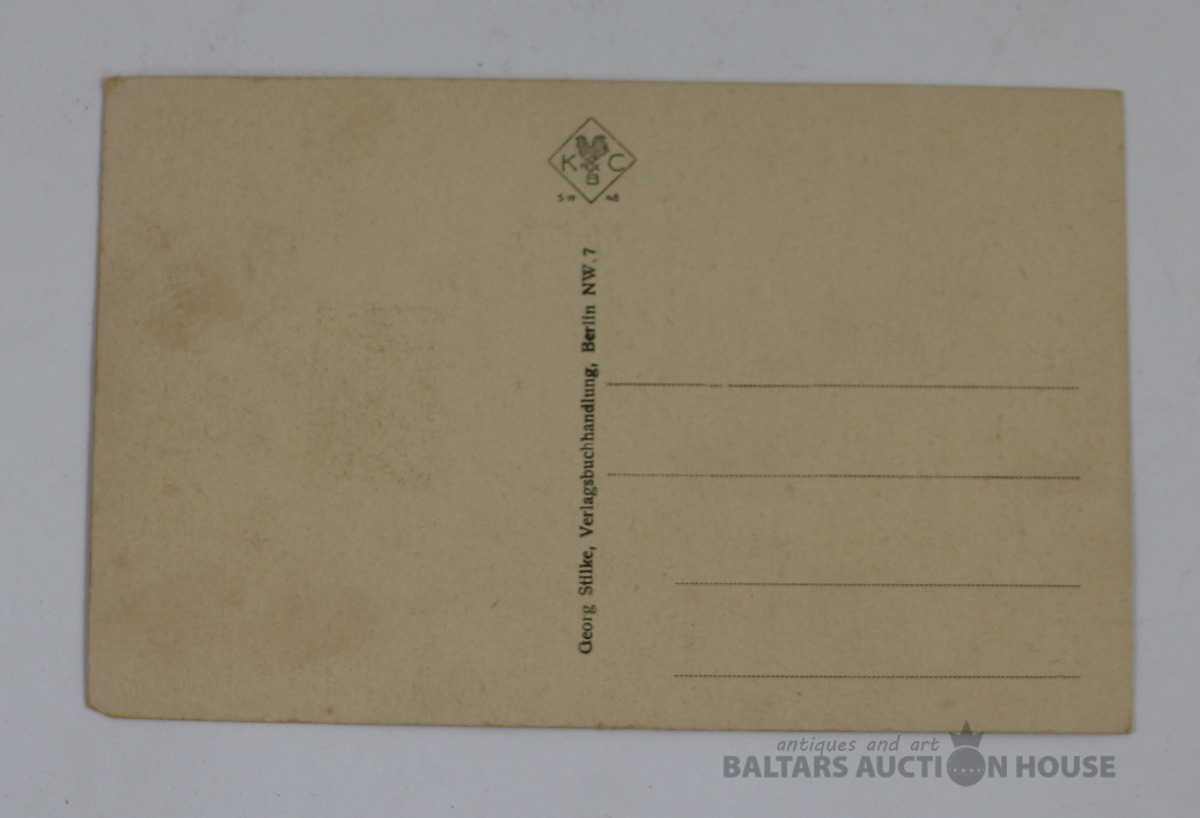 K C
Georg Stilke, Verlagsbuchhandlung, Berlin NW. 7
antiques and art
BALTARS AUCTION HOUSE